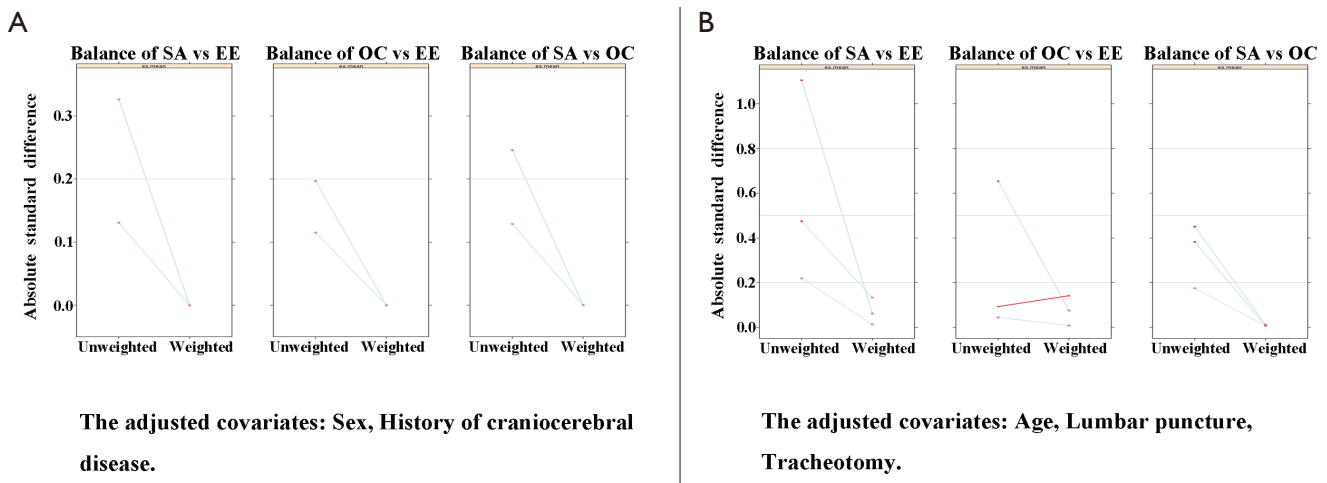 A
Balance of SA vs EE
Balance of OC vs EE
Balance of SA vs OC
es.mean
es.mean
es.mean
Absolute standard difference
0.3
0.2
0.1
0.0
Unweighted
Weighted
Unweighted
Weighted
Unweighted
Weighted
The adjusted covariates: Sex, History of craniocerebral
disease.
B
Balance of SA vs EE
Balance of OC vs EE
Balance of SA vs OC
es.mean
es.mean
es.mean
Absolute standard difference
1.0
0.8
0.6
0.4
0.2
0.0
Unweighted
Weighted
Unweighted
Weighted
Unweighted
Weighted
The adjusted covariates: Age, Lumbar puncture,
Tracheotomy.